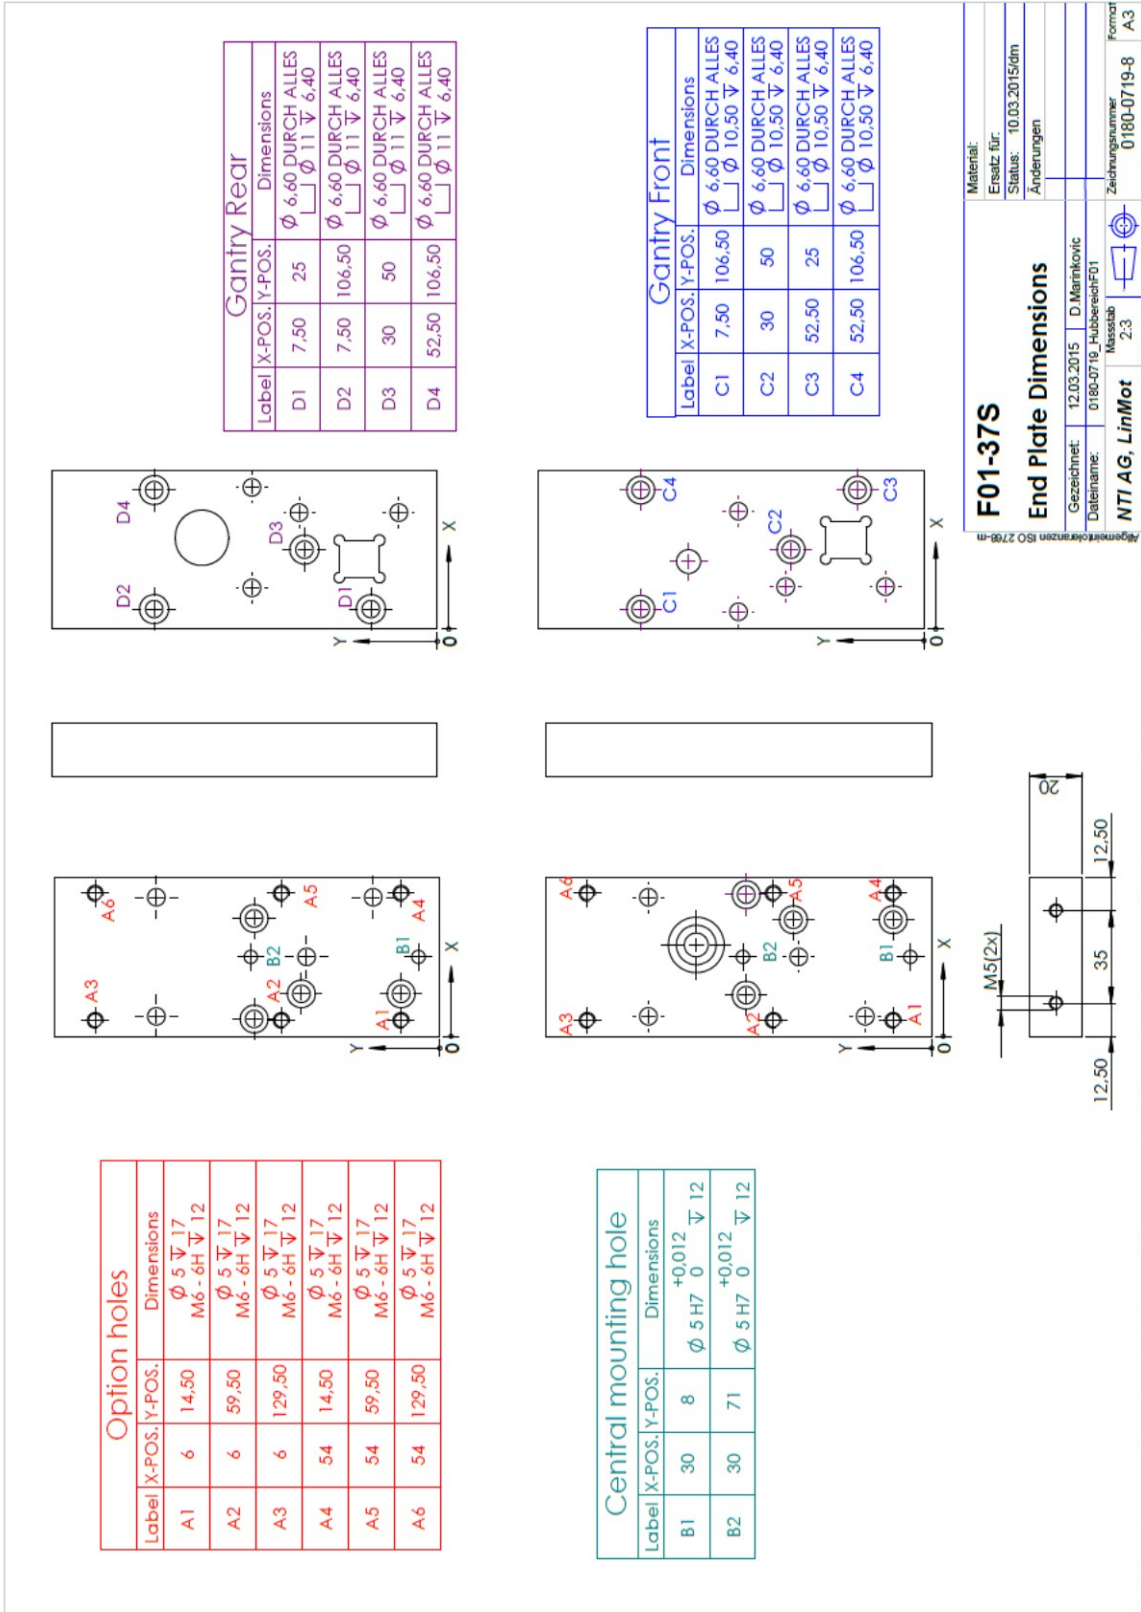 Option holes
Label X-POS. Y-POS. Dimensions
A1 6 14,50 Ø 5 ↧ 17
M6 - 6H ↧ 12
A2 6 59,50 Ø 5 ↧ 17
M6 - 6H ↧ 12
A3 6 129,50 Ø 5 ↧ 17
M6 - 6H ↧ 12
A4 54 14,50 Ø 5 ↧ 17
M6 - 6H ↧ 12
A5 54 59,50 Ø 5 ↧ 17
M6 - 6H ↧ 12
A6 54 129,50 Ø 5 ↧ 17
M6 - 6H ↧ 12
A3
A6
A2
B2
A5
A1
B1
A4
Y
0
X
D2
D4
D3
D1
Y
0
X
Gantry Rear
Label X-POS. Y-POS. Dimensions
D1 7,50 25 Ø 6,60 DURCH ALLES
⌴ Ø 11 ↧ 6,40
D2 7,50 106,50 Ø 6,60 DURCH ALLES
⌴ Ø 11 ↧ 6,40
D3 30 50 Ø 6,60 DURCH ALLES
⌴ Ø 11 ↧ 6,40
D4 52,50 106,50 Ø 6,60 DURCH ALLES
⌴ Ø 11 ↧ 6,40
Central mounting hole
Label X-POS. Y-POS. Dimensions
B1 30 8 Ø 5 H7 +0,012 0 ↧ 12
B2 30 71 Ø 5 H7 +0,012 0 ↧ 12
A3
A6
A2
B2
A5
A1
B1
A4
Y
0
X
C1
C4
C2
C3
Y
0
X
Gantry Front
Label X-POS. Y-POS. Dimensions
C1 7,50 106,50 Ø 6,60 DURCH ALLES
⌴ Ø 10,50 ↧ 6,40
C2 30 50 Ø 6,60 DURCH ALLES
⌴ Ø 10,50 ↧ 6,40
C3 52,50 25 Ø 6,60 DURCH ALLES
⌴ Ø 10,50 ↧ 6,40
C4 52,50 106,50 Ø 6,60 DURCH ALLES
⌴ Ø 10,50 ↧ 6,40
M5(2x)
20
12,50
35
12,50
Allgemeintoleranzen ISO 2768-m
F01-37S
End Plate Dimensions
Material:
Ersatz für:
Status: 10.03.2015/dm
Änderungen
Gezeichnet: 12.03.2015 D.Marinkovic
Dateiname: 0180-0719_HubbereichF01
NTI AG, LinMot
Massstab
2:3
Zeichnungsnummer
0180-0719-8
Format
A3